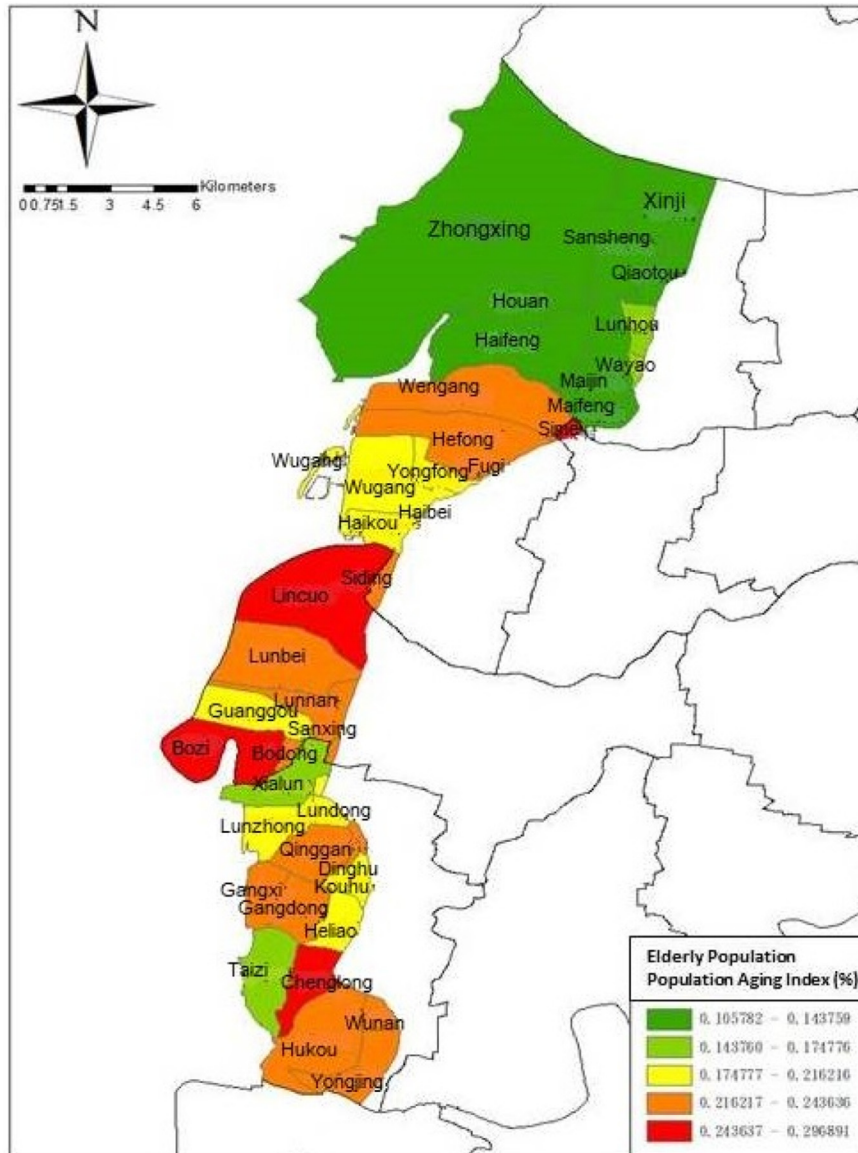 N
Kilometers
0 0.75 1.5 3 4.5 6
Xinji
Zhongxing
Sansheng
Qiaotou
Houan
Lunhou
Haifeng
Wayao
Maijin
Wengang
Maifeng
Hefong
Wugang
Yongfong
Fugi
Wugang
Haibei
Haikou
Siding
Lincuo
Lunbei
Lunnan
Guanggou
Sanxing
Bozi
Bodong
Xialun
Lundong
Lunzhong
Qinggan
Dinghu
Gangxi
Kouhu
Gangdong
Heliao
Taizi
Chenglong
Wunan
Hukou
Yongjing
Elderly Population
Population Aging Index (%)
0.105782 - 0.143759
0.143760 - 0.174776
0.174777 - 0.216216
0.216217 - 0.243636
0.243637 - 0.296891